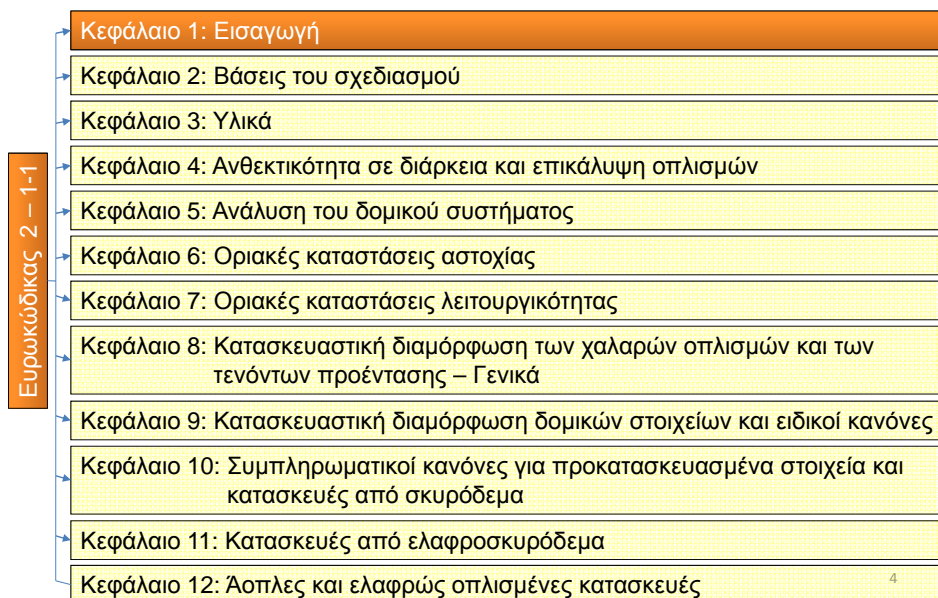 Ευρωκώδικας 2 – 1-1
Κεφάλαιο 1: Εισαγωγή
Κεφάλαιο 2: Βάσεις του σχεδιασμού
Κεφάλαιο 3: Υλικά
Κεφάλαιο 4: Ανθεκτικότητα σε διάρκεια και επικάλυψη οπλισμών
Κεφάλαιο 5: Ανάλυση του δομικού συστήματος
Κεφάλαιο 6: Οριακές καταστάσεις αστοχίας
Κεφάλαιο 7: Οριακές καταστάσεις λειτουργικότητας
Κεφάλαιο 8: Κατασκευαστική διαμόρφωση των χαλαρών οπλισμών και των
τενόντων προέντασης – Γενικά
Κεφάλαιο 9: Κατασκευαστική διαμόρφωση δομικών στοιχείων και ειδικοί κανόνες
Κεφάλαιο 10: Συμπληρωματικοί κανόνες για προκατασκευασμένα στοιχεία και
κατασκευές από σκυρόδεμα
Κεφάλαιο 11: Κατασκευές από ελαφροσκυρόδεμα
Κεφάλαιο 12: Άοπλες και ελαφρώς οπλισμένες κατασκευές
4